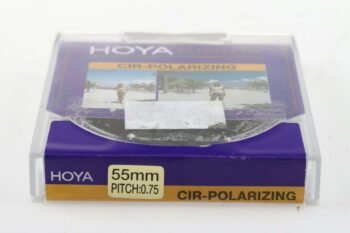 HOYA
CIR-POLARIZING
HOYA
55mm
PITCH:0.75
CIR-POLARIZING